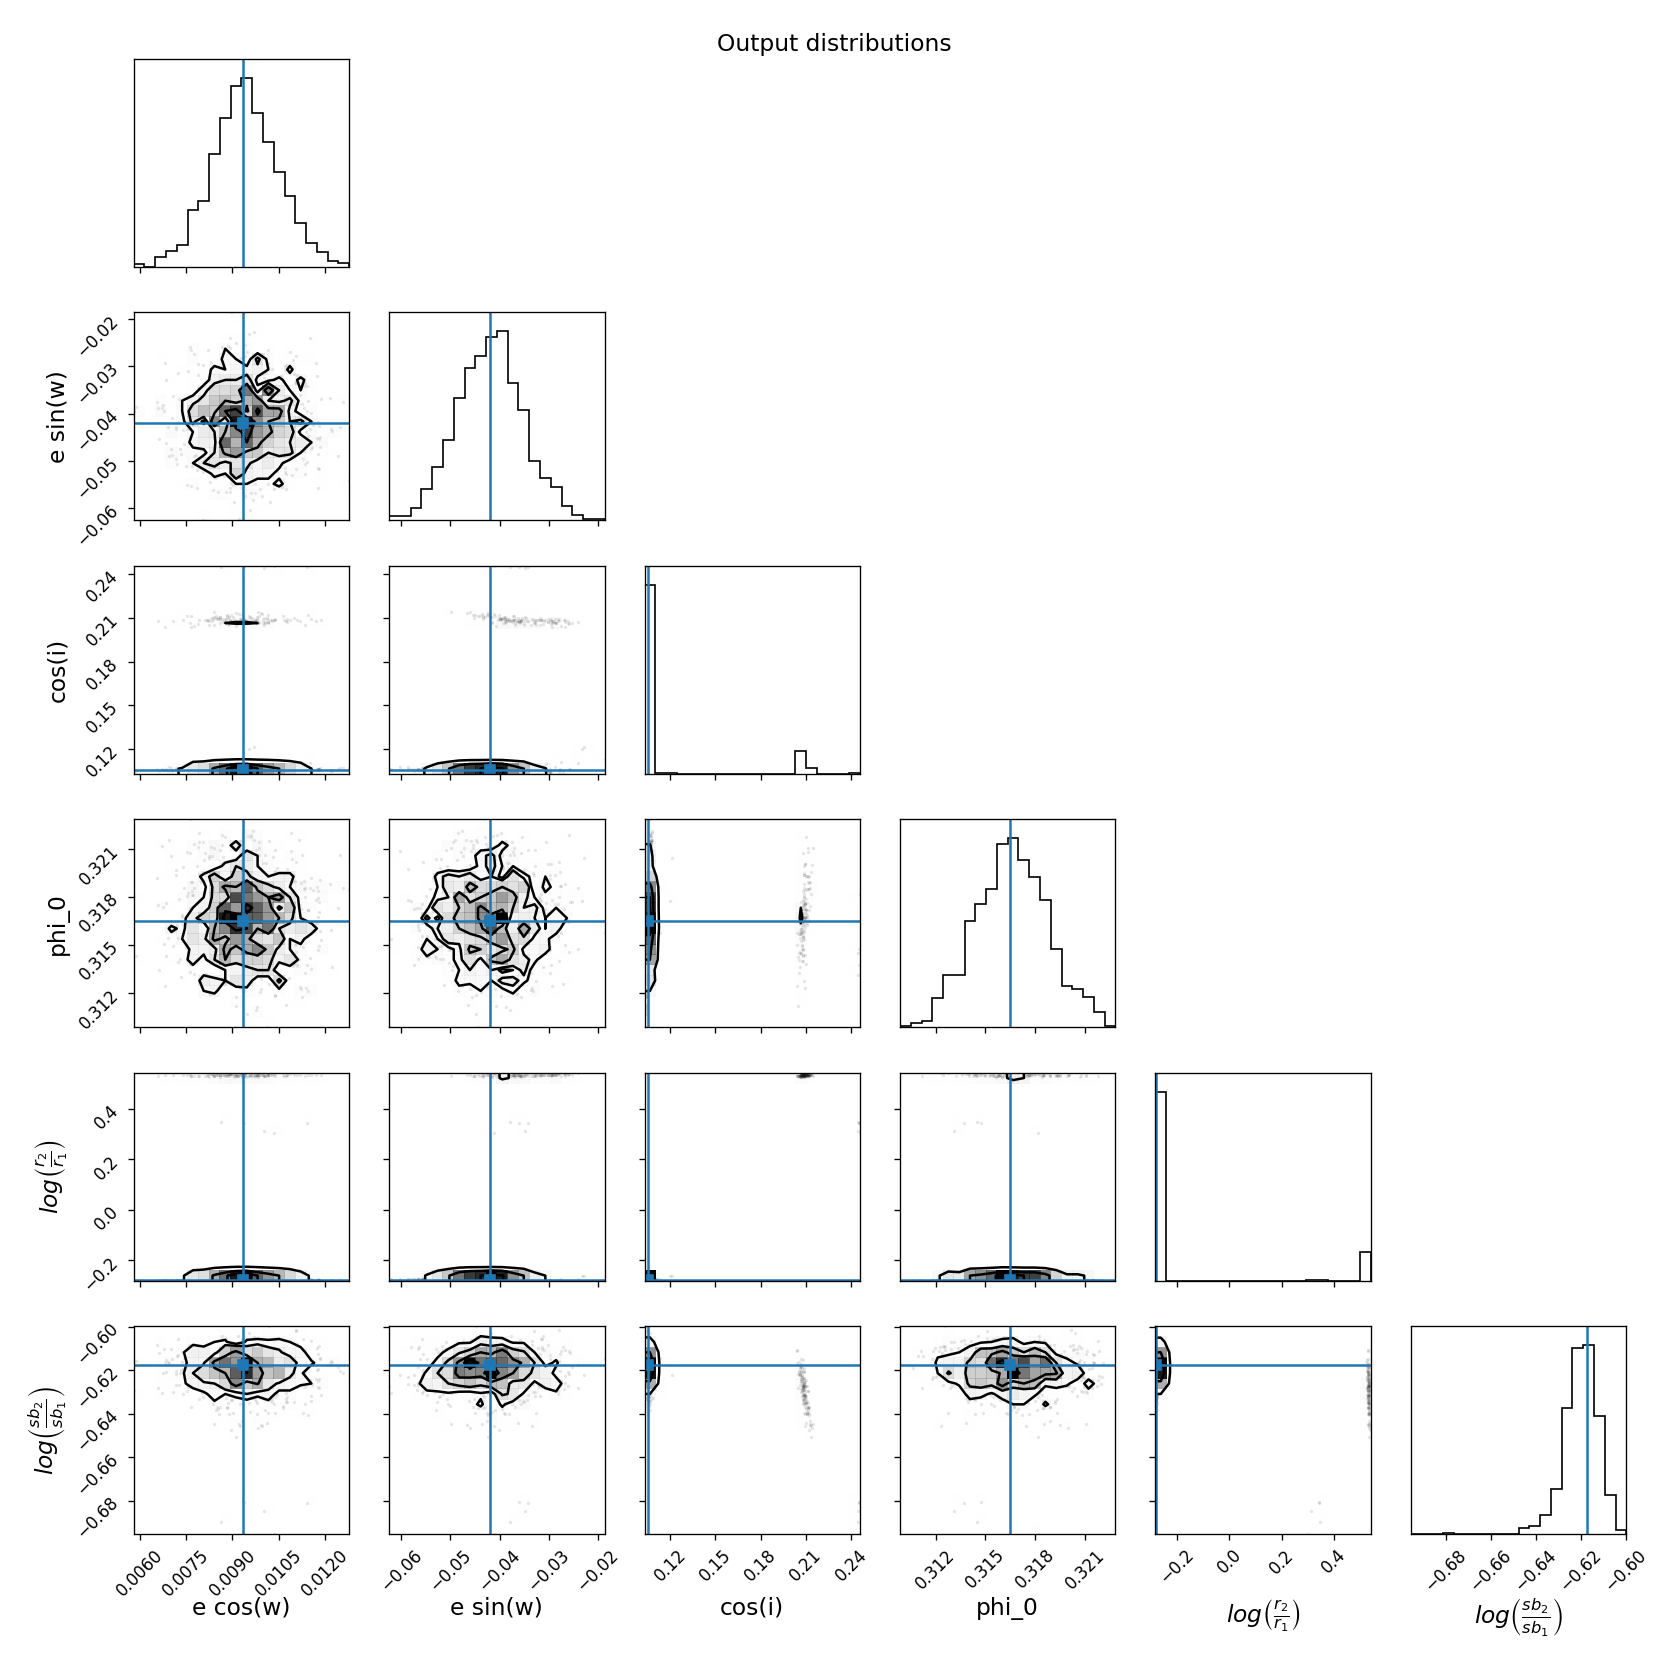 Output distributions
−0.02
−0.03
−0.04
−0.05
−0.06
e sin(w)
0.24
0.21
0.18
0.15
0.12
cos(i)
0.321
0.318
0.315
0.312
phi_0
0.4
0.2
0.0
−0.2
log(r2/r1)
−0.60
−0.62
−0.64
−0.66
−0.68
log(sb2/sb1)
0.0060 0.0075 0.0090 0.0105 0.0120
e cos(w)
−0.06 −0.05 −0.04 −0.03 −0.02
e sin(w)
0.12 0.15 0.18 0.21 0.24
cos(i)
0.312 0.315 0.318 0.321
phi_0
−0.2 0.0 0.2 0.4
log(r2/r1)
−0.68 −0.66 −0.64 −0.62 −0.60
log(sb2/sb1)